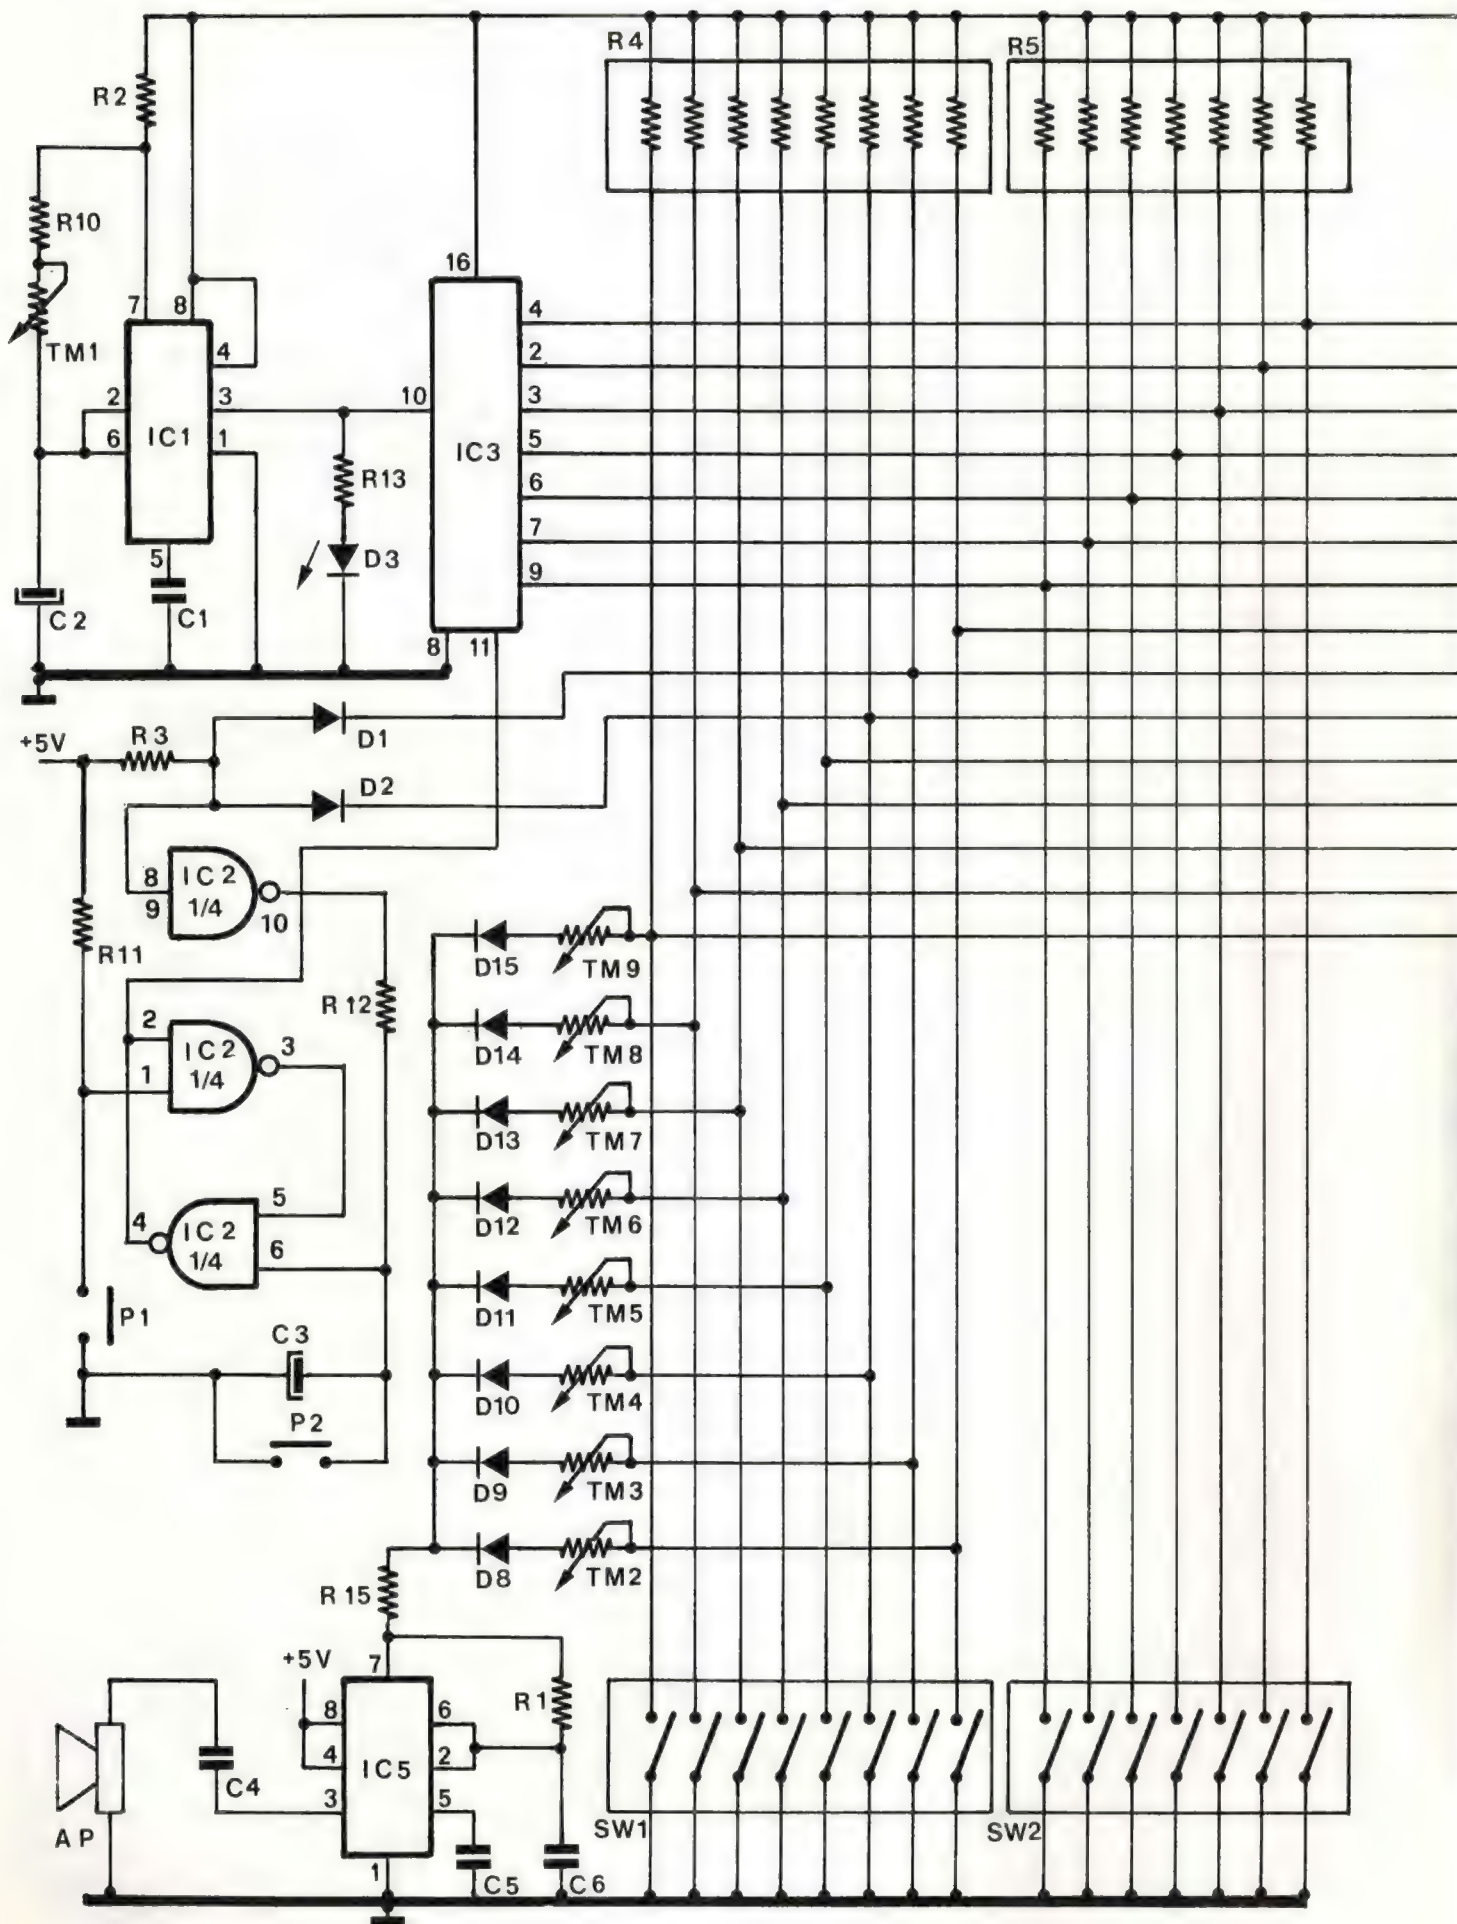 R4
R5
R2
R10
16
7
8
4
TM1
4
2
2
3
10
3
IC1
IC3
5
6
1
R13
6
7
5
D3
9
C2
C1
8
11
+5V
R3
D1
D2
8
IC2
1/4
9
10
R11
D15
TM9
R12
2
IC2
1/4
3
1
D14
TM8
D13
TM7
5
4
IC2
1/4
6
D12
TM6
P1
D11
TM5
C3
D10
TM4
P2
D9
TM3
D8
TM2
R15
+5V
7
R1
8
6
4
IC5
2
C4
3
5
AP
SW1
SW2
1
C5
C6